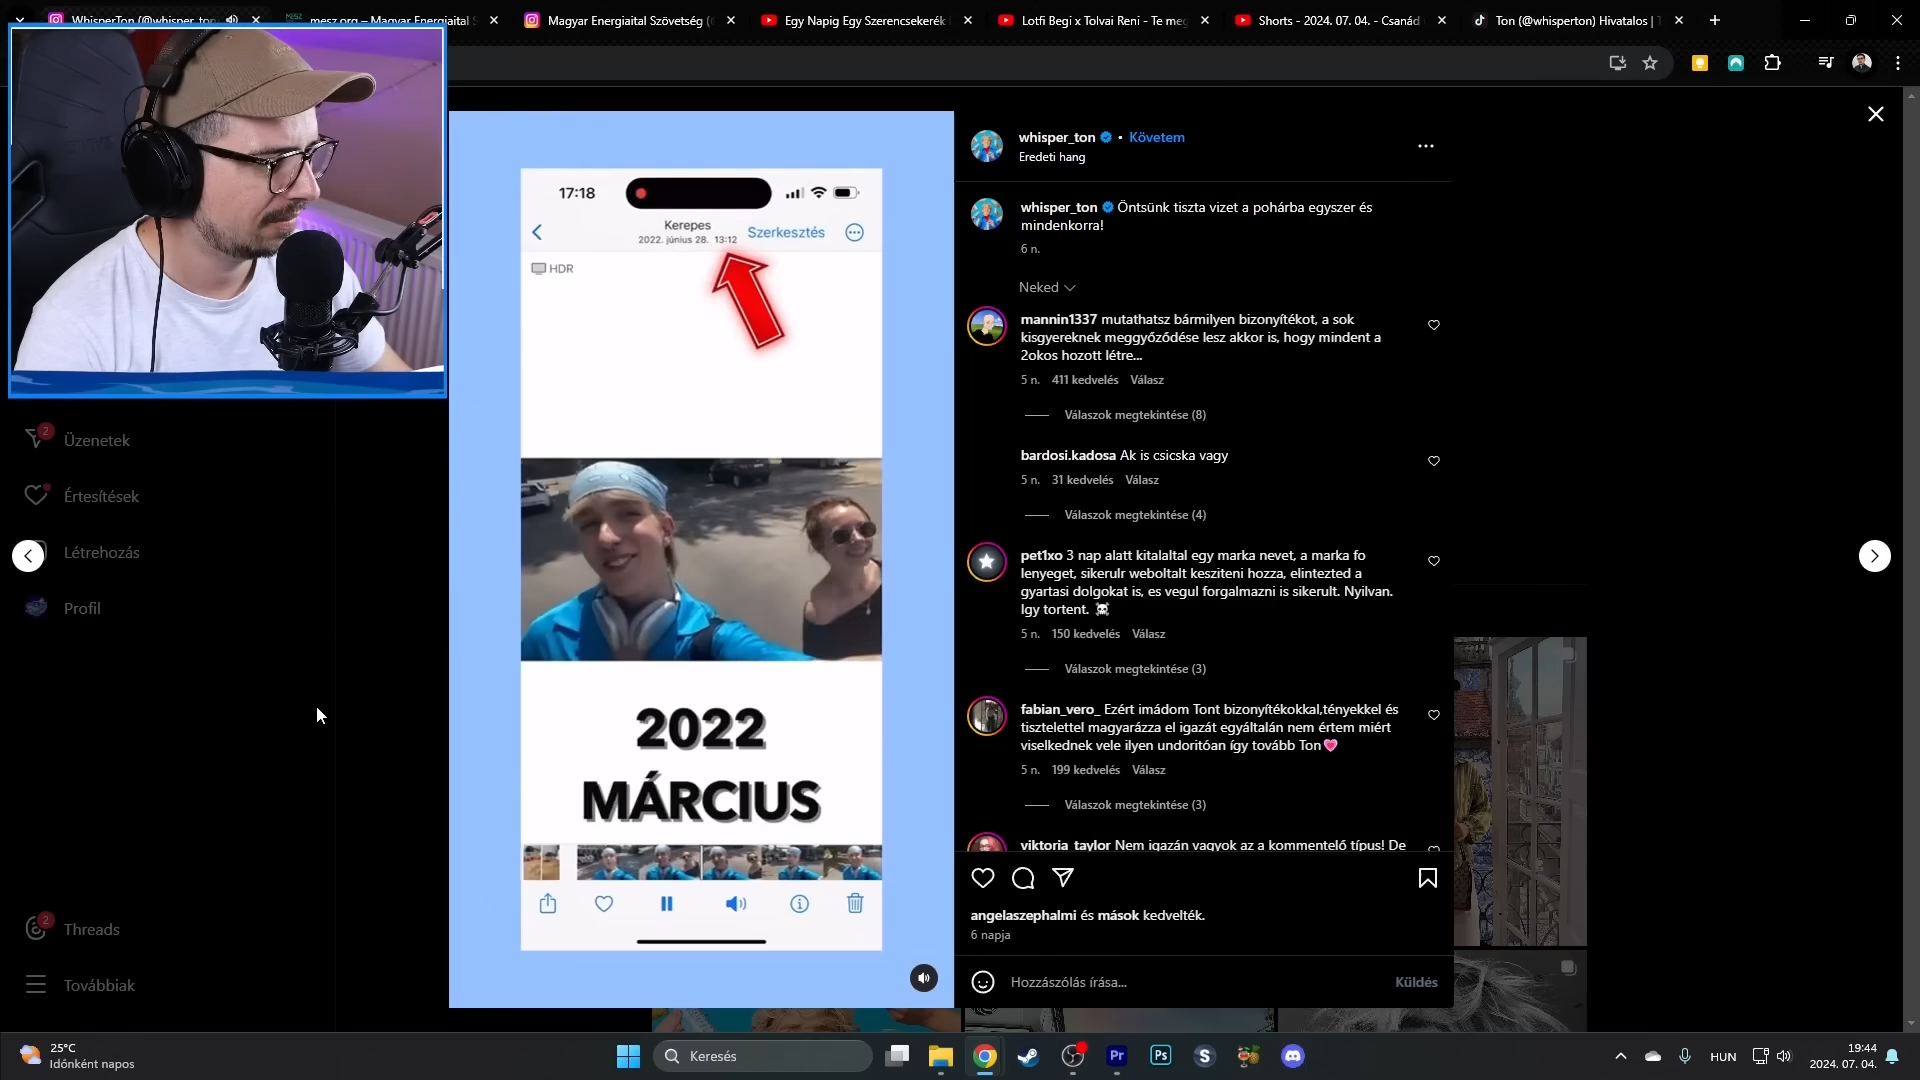 WhisperTon (@whisper_ton
mesz.org – Magyar Energiaital S
Magyar Energiaital Szövetség (
Egy Napig Egy Szerencsekerék
Lotfi Begi x Tolvai Reni - Te meg
Shorts - 2024. 07. 04. - Csanád
Ton (@whisperton) Hivatalos | T
17:18
Kerepes
2022. június 28. 13:12
Szerkesztés
HDR
2022
MÁRCIUS
whisper_ton • Követem
Eredeti hang
whisper_ton Öntsünk tiszta vizet a pohárba egyszer és
mindenkorra!
6 n.
Neked
mannin1337 mutathatsz bármilyen bizonyítékot, a sok
kisgyereknek meggyőződése lesz akkor is, hogy mindent a
2okos hozott létre...
5 n. 411 kedvelés Válasz
Válaszok megtekintése (8)
bardosi.kadosa Ak is csicska vagy
5 n. 31 kedvelés Válasz
Válaszok megtekintése (4)
pet1xo 3 nap alatt kitalaltal egy marka nevet, a marka fo
lenyeget, sikerulr weboltalt kesziteni hozza, elintezted a
gyartasi dolgokat is, es vegul forgalmazni is sikerult. Nyilvan.
Igy tortent. ☠️
5 n. 150 kedvelés Válasz
Válaszok megtekintése (3)
fabian_vero_ Ezért imádom Tont bizonyítékokkal,tényekkel és
tisztelettel magyarázza el igazát egyáltalán nem értem miért
viselkednek vele ilyen undoritóan így tovább Ton💗
5 n. 199 kedvelés Válasz
Válaszok megtekintése (3)
viktoria_taylor Nem igazán vagyok az a kommentelő típus! De
angelaszephalmi és mások kedvelték.
6 napja
Hozzászólás írása...
Küldés
2
Üzenetek
Értesítések
Létrehozás
Profil
2
Threads
Továbbiak
25°C
Időnként napos
Keresés
Pr
Ps
S
HUN
19:44
2024. 07. 04.